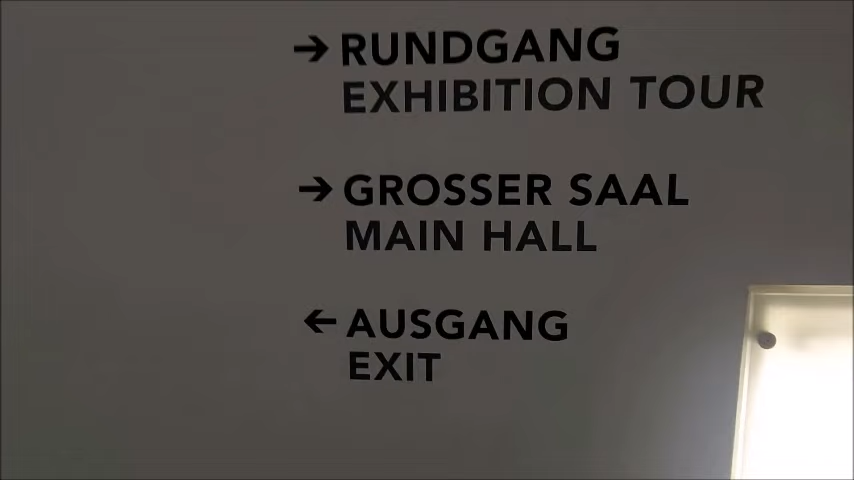 → RUNDGANG
EXHIBITION TOUR
→ GROSSER SAAL
MAIN HALL
← AUSGANG
EXIT